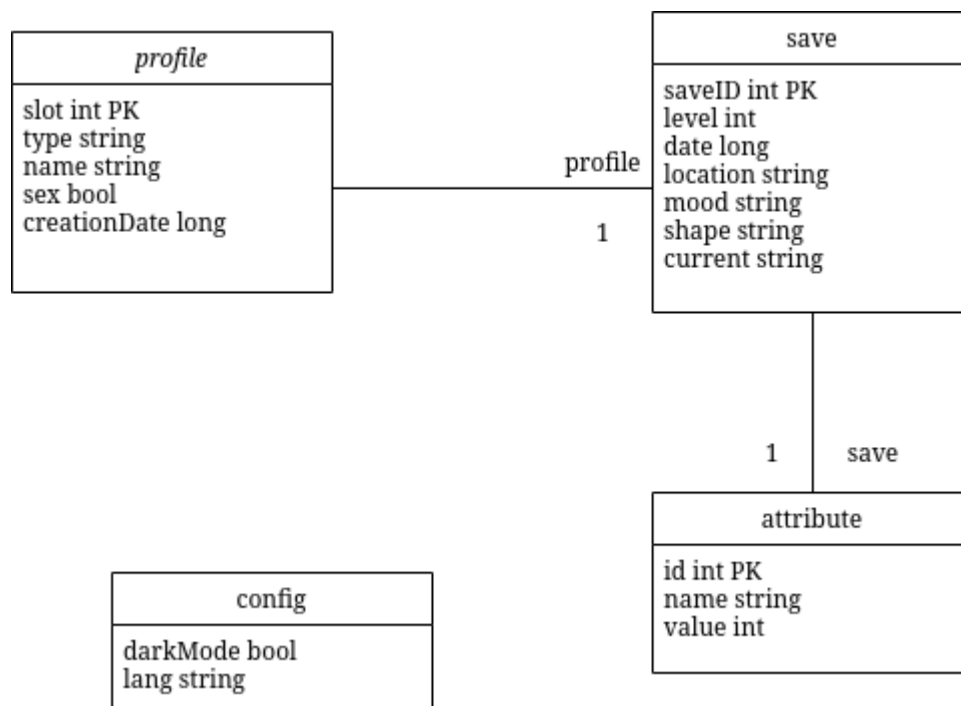 profile
slot int PK
type string
name string
sex bool
creationDate long
profile
1
save
saveID int PK
level int
date long
location string
mood string
shape string
current string
1
save
attribute
id int PK
name string
value int
config
darkMode bool
lang string